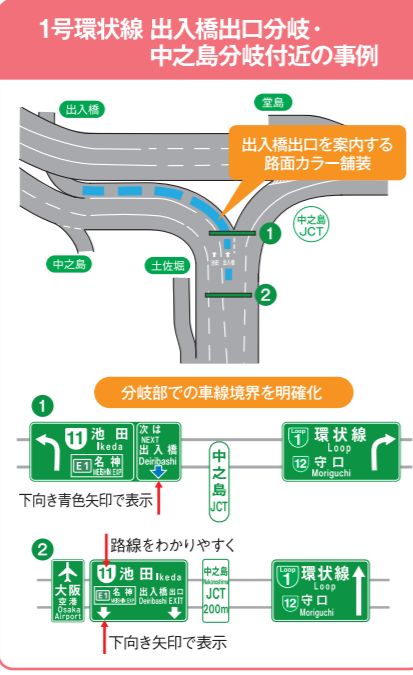 1号環状線 出入橋出口分岐・
中之島分岐付近の事例
出入橋
堂島
出入橋出口を案内する
路面カラー舗装
中之島
JCT
1
中之島
土佐堀
2
分岐部での車線境界を明確化
1
11 池田
Ikeda
E1 名神
MEISHIN EXP
次は
NEXT
出入橋
Deiribashi
中之島
JCT
Loop
1 環状線
Loop
12 守口
Moriguchi
下向き青色矢印で表示
2
路線をわかりやすく
大阪
空港
Osaka
Airport
11 池田 Ikeda
E1 名神 出入橋出口
MEISHIN EXP Deiribashi EXIT
中之島
Nakanoshima
JCT
200m
Loop
1 環状線
Loop
12 守口
Moriguchi
下向き矢印で表示